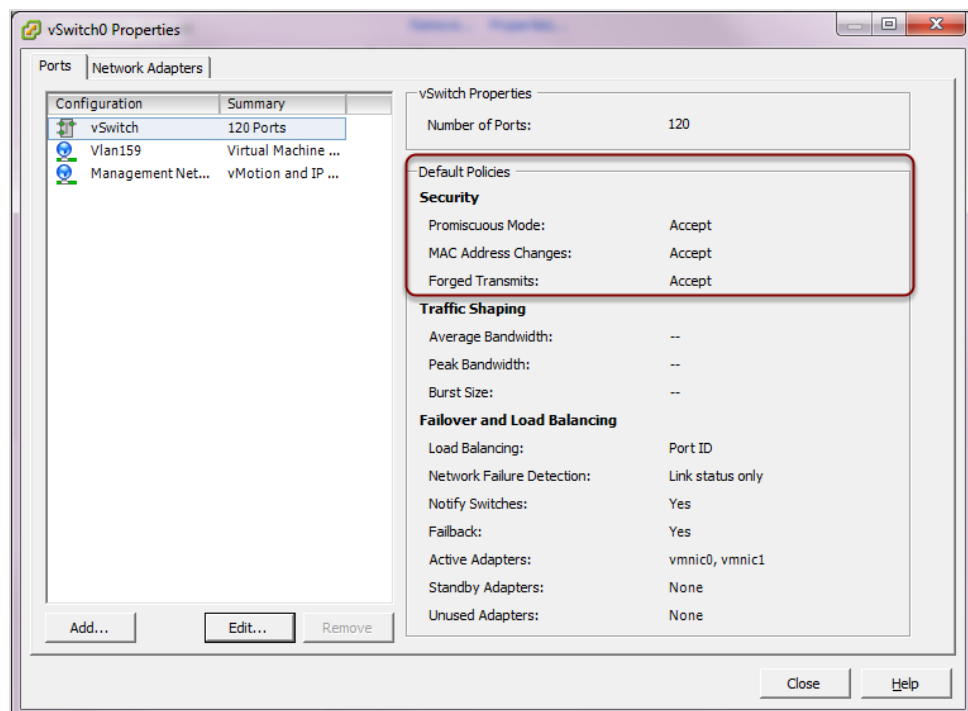 vSwitch0 Properties
Ports
Network Adapters
Configuration Summary
vSwitch 120 Ports
Vlan159 Virtual Machine ...
Management Net... vMotion and IP ...
Add...
Edit...
Remove
vSwitch Properties
Number of Ports: 120
Default Policies
Security
Promiscuous Mode: Accept
MAC Address Changes: Accept
Forged Transmits: Accept
Traffic Shaping
Average Bandwidth: --
Peak Bandwidth: --
Burst Size: --
Failover and Load Balancing
Load Balancing: Port ID
Network Failure Detection: Link status only
Notify Switches: Yes
Failback: Yes
Active Adapters: vmnic0, vmnic1
Standby Adapters: None
Unused Adapters: None
Close
Help